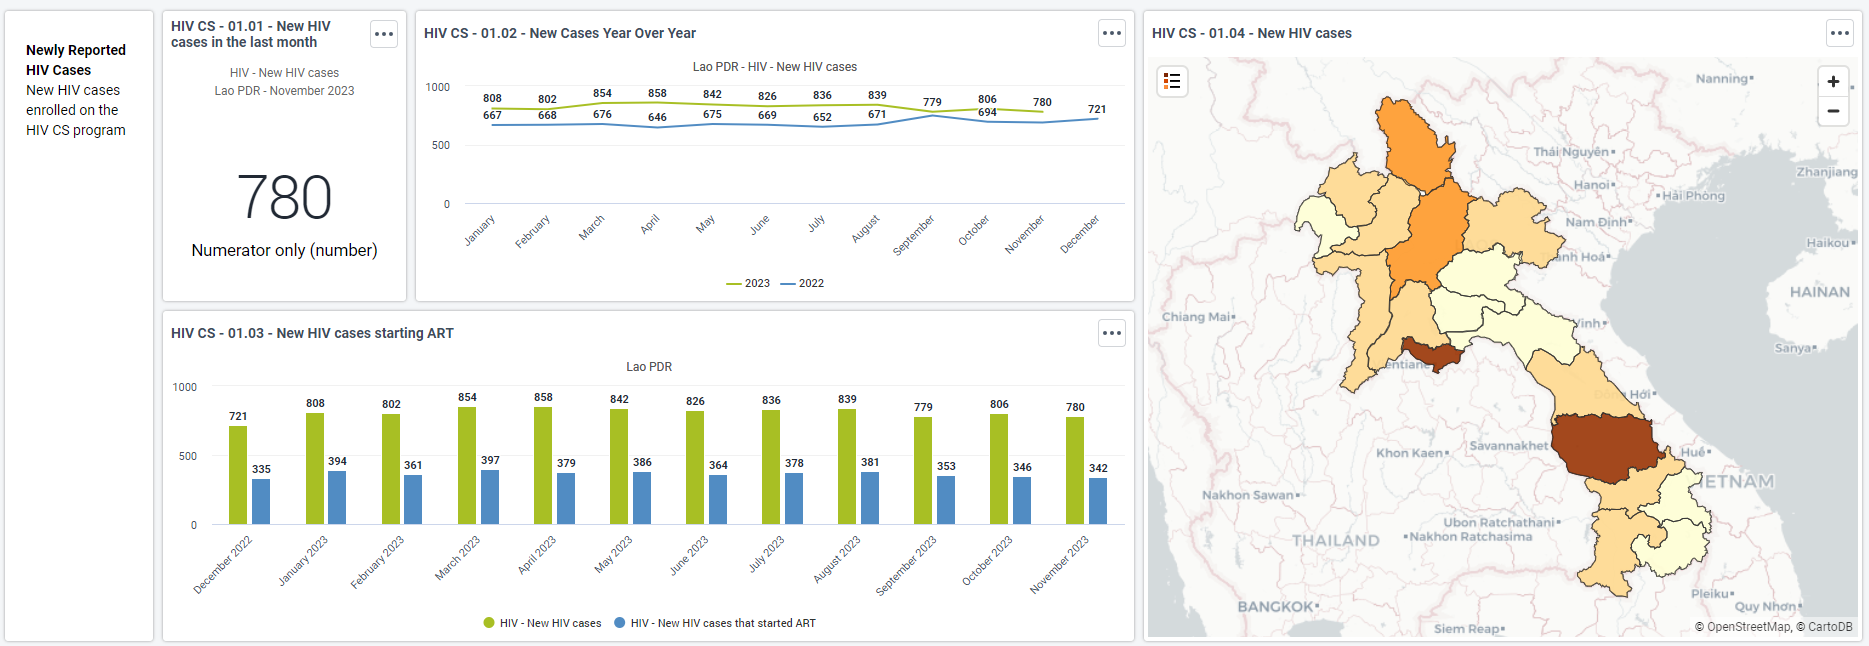 Newly Reported
HIV Cases
New HIV cases
enrolled on the
HIV CS program
HIV CS - 01.01 - New HIV
cases in the last month
HIV - New HIV cases
Lao PDR - November 2023
780
Numerator only (number)
HIV CS - 01.02 - New Cases Year Over Year
Lao PDR - HIV - New HIV cases
1000
500
0
808 802 854 858 842 826 836 839 779 806 780
667 668 676 646 675 669 652 671 694 721
January February March April May June July August September October November December
2023 2022
HIV CS - 01.03 - New HIV cases starting ART
Lao PDR
1000
500
0
721 808 802 854 858 842 826 836 839 779 806 780
335 394 361 397 379 386 364 378 381 353 346 342
December 2022 January 2023 February 2023 March 2023 April 2023 May 2023 June 2023 July 2023 August 2023 September 2023 October 2023 November 2023
HIV - New HIV cases HIV - New HIV cases that started ART
HIV CS - 01.04 - New HIV cases
+
−
Nanning
Thái Nguyên
Zhanjiang
Hanoi
Hải Phòng
Nam Định
Haikou
anh Hoá
HAINAN
Chiang Mai
Vinh
Sanya
entiane
Đồng Hới
Savannakhet
Khon Kaen
Huế
IETNAM
Nakhon Sawan
Ubon Ratchathani
THAILAND
Nakhon Ratchasima
Pleiku
BANGKOK
Quy Nhơn
Siem Reap
© OpenStreetMap, © CartoDB